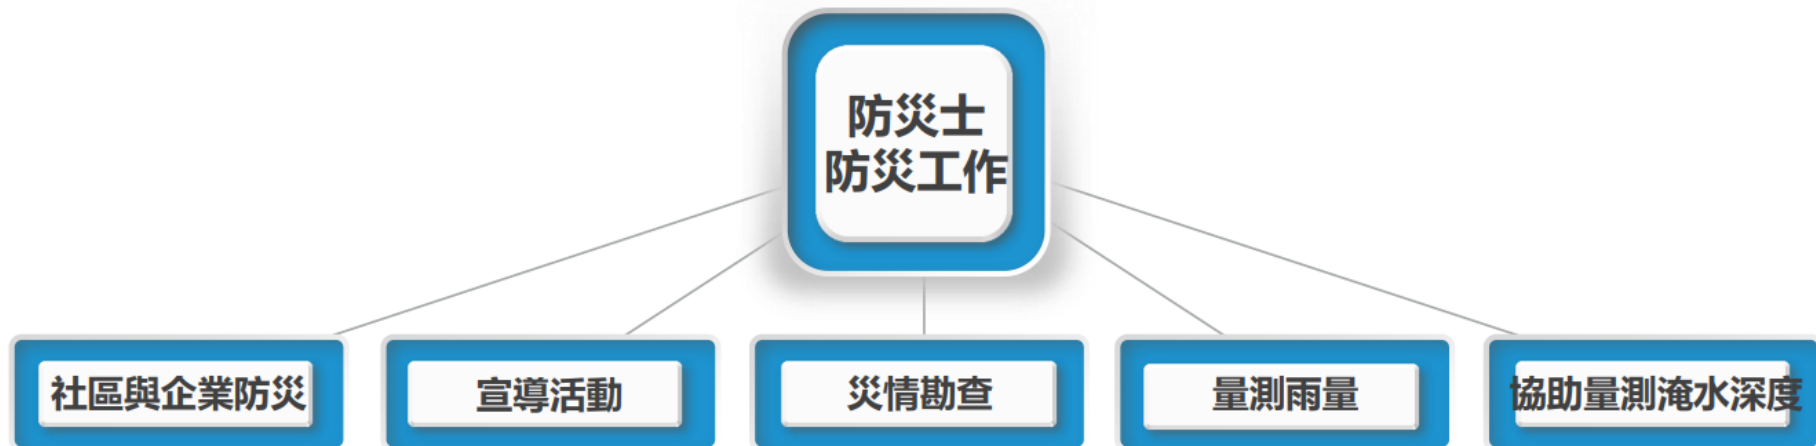 防災士
防災工作
社區與企業防災
宣導活動
災情勘查
量測雨量
協助量測淹水深度